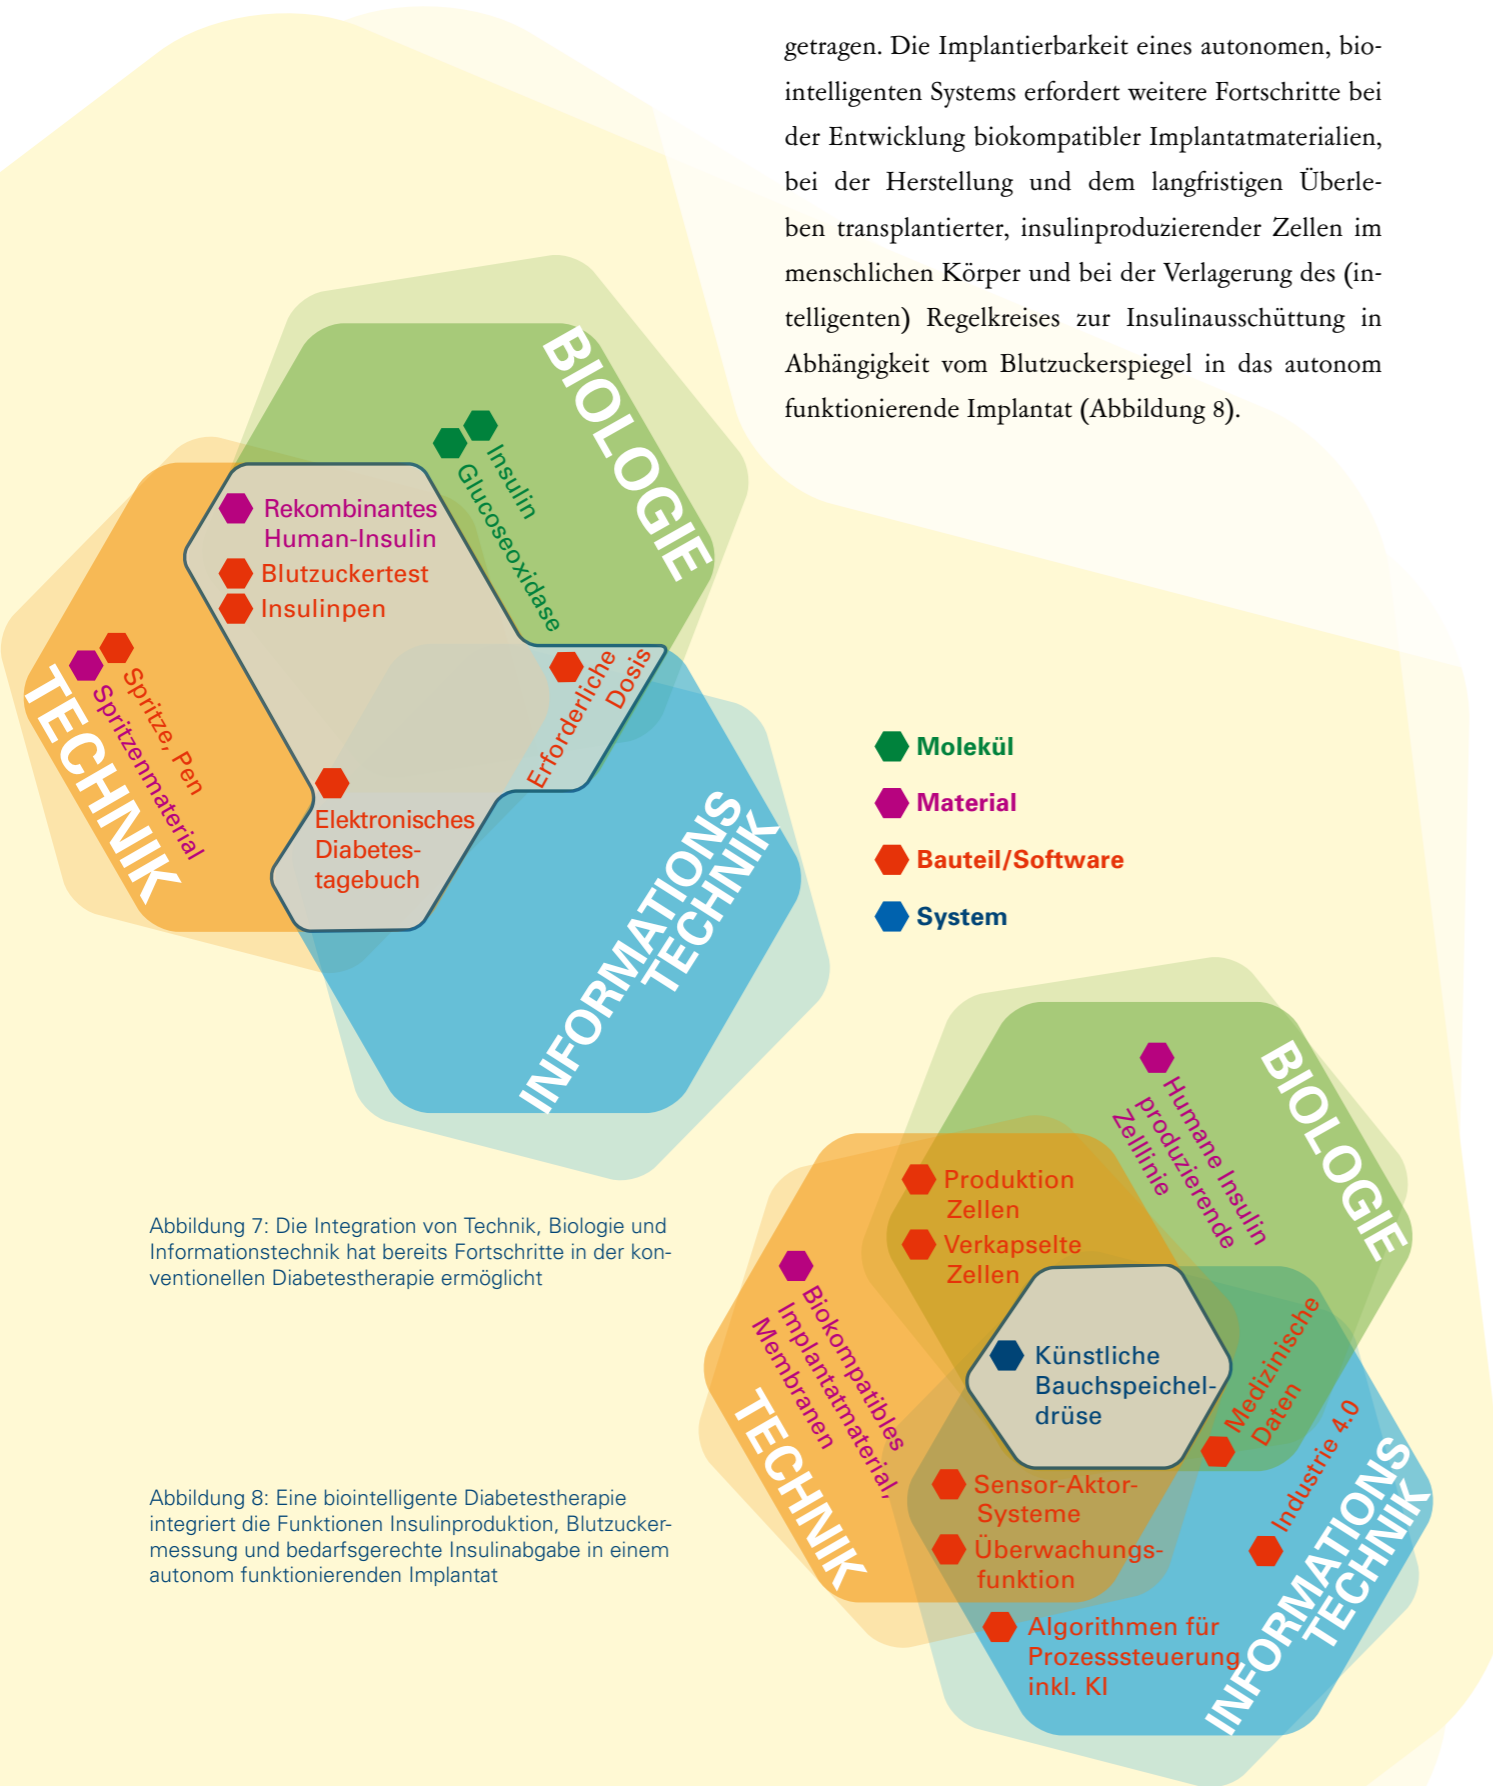 getragen. Die Implantierbarkeit eines autonomen, bio-
intelligenten Systems erfordert weitere Fortschritte bei
der Entwicklung biokompatibler Implantatmaterialien,
bei der Herstellung und dem langfristigen Überle-
ben transplantierter, insulinproduzierender Zellen im
menschlichen Körper und bei der Verlagerung des (in-
telligenten) Regelkreises zur Insulinausschüttung in
Abhängigkeit vom Blutzuckerspiegel in das autonom
funktionierende Implantat (Abbildung 8).
BIOLOGIE
Insulin
Glucoseoxidase
Rekombinantes
Human-Insulin
Blutzuckertest
Insulinpen
Erforderliche
Dosis
Spritze, Pen
Spritzenmaterial
TECHNIK
Elektronisches
Diabetes-
tagebuch
INFORMATIONS
TECHNIK
Molekül
Material
Bauteil/Software
System
Abbildung 7: Die Integration von Technik, Biologie und
Informationstechnik hat bereits Fortschritte in der kon-
ventionellen Diabetestherapie ermöglicht
BIOLOGIE
Humane Insulin
produzierende
Zelllinie
Produktion
Zellen
Verkapselte
Zellen
Biokompatibles
Implantatmaterial,
Membranen
TECHNIK
Künstliche
Bauchspeichel-
drüse
Medizinische
Daten
Industrie 4.0
Sensor-Aktor-
Systeme
Überwachungs-
funktion
Algorithmen für
Prozesssteuerung
inkl. KI
INFORMATIONS
TECHNIK
Abbildung 8: Eine biointelligente Diabetestherapie
integriert die Funktionen Insulinproduktion, Blutzucker-
messung und bedarfsgerechte Insulinabgabe in einem
autonom funktionierenden Implantat